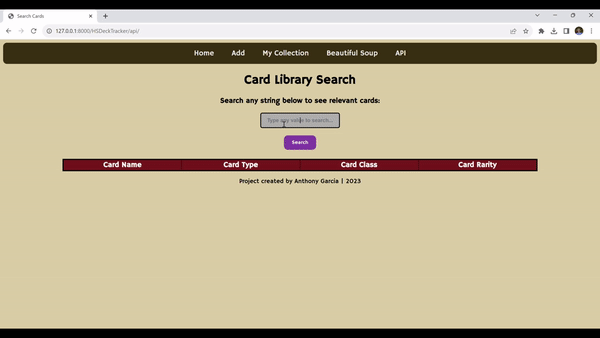 Search Cards
127.0.0.1:8000/HSDeckTracker/api/
Home Add My Collection Beautiful Soup API
Card Library Search
Search any string below to see relevant cards:
Type any value to search...
Search
Card Name Card Type Card Class Card Rarity
Project created by Anthony Garcia | 2023